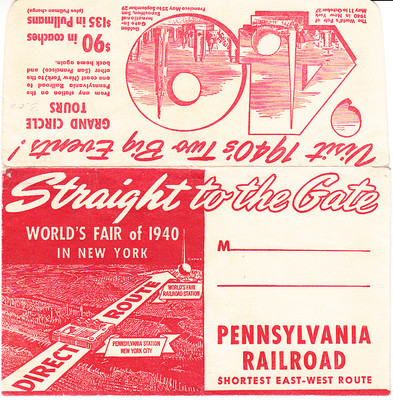 Visit 1940's Two Big Events!
GRAND CIRCLE
TOURS
From any station on the
Pennsylvania Railroad to
one coast (New York) the
other (San Francisco) and
back home again.
$90 in coaches
$135 in Pullmans
(plus Pullman charge)
'40
The World's Fair of
1940 in New York
May 11 to October 27
Golden
Gate
International
Exposition, San
Francisco May 25 to September 29
Straight to the Gate
WORLD'S FAIR of 1940
IN NEW YORK
WORLD'S FAIR
RAILROAD STATION
PENNSYLVANIA STATION
NEW YORK CITY
DIRECT ROUTE
M
PENNSYLVANIA
RAILROAD
SHORTEST EAST-WEST ROUTE